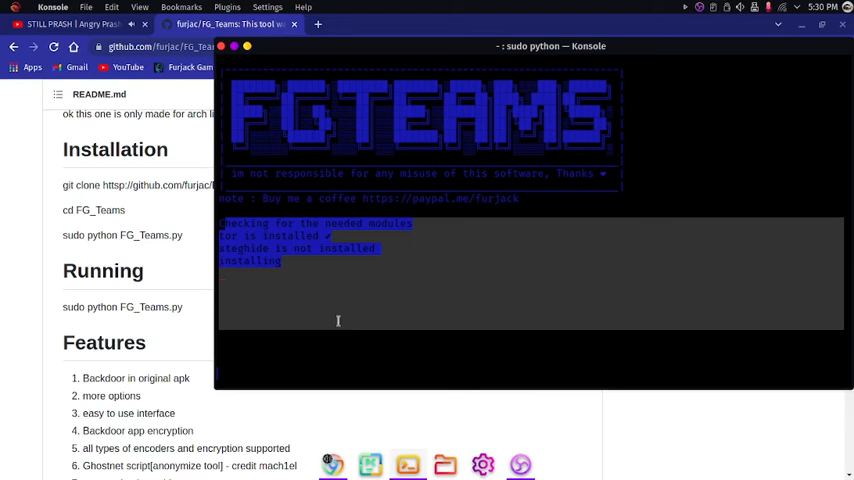 Konsole File Edit View Bookmarks Plugins Settings Help 5:30 PM
STILL PRASH | Angry Prash
furjac/FG_Teams: This tool wa
github.com/furjac/FG_Tea
- : sudo python — Konsole
Apps Gmail YouTube Furjack Gam
README.md
ok this one is only made for arch li
Installation
git clone httsp://github.com/furjac/
cd FG_Teams
sudo python FG_Teams.py
Running
sudo python FG_Teams.py
Features
1. Backdoor in original apk
2. more options
3. easy to use interface
4. Backdoor app encryption
5. all types of encoders and encryption supported
6. Ghostnet script[anonymize tool] - credit mach1el
FGTEAMS
im not responsible for any misuse of this software, Thanks ❤
note : Buy me a coffee https://paypal.me/furjack
Checking for the needed modules
tor is installed ✔
steghide is not installed
installing